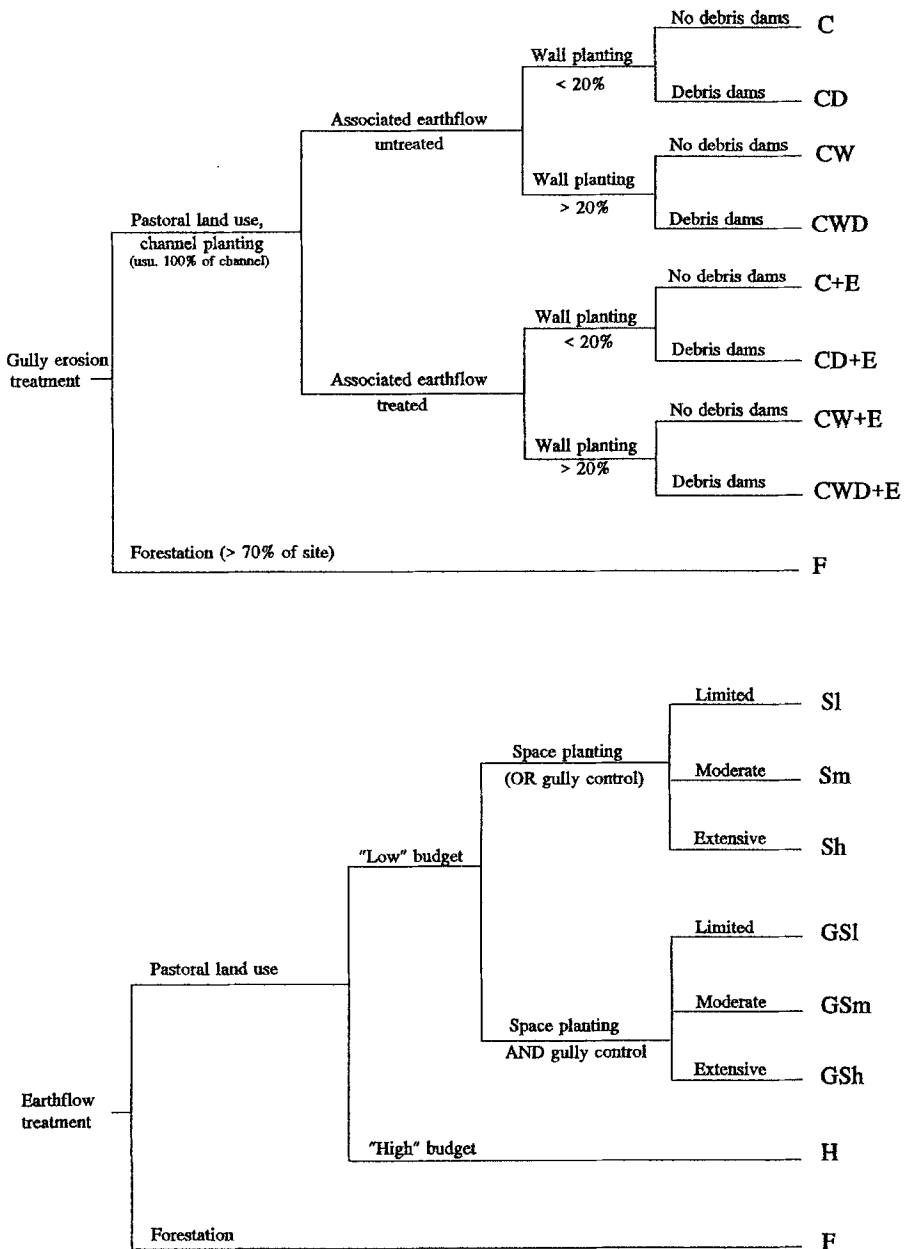 No debris dams
C
Wall planting
< 20%
Debris dams
CD
Associated earthflow
untreated
No debris dams
CW
Wall planting
> 20%
Debris dams
CWD
Pastoral land use,
channel planting
(usu. 100% of channel)
No debris dams
C+E
Wall planting
< 20%
Debris dams
CD+E
Gully erosion
treatment
Associated earthflow
treated
No debris dams
CW+E
Wall planting
> 20%
Debris dams
CWD+E
Forestation (> 70% of site)
F
Limited
Sl
Space planting
(OR gully control)
Moderate
Sm
Extensive
Sh
"Low" budget
Limited
GSl
Pastoral land use
Moderate
GSm
Space planting
AND gully control
Extensive
GSh
Earthflow
treatment
"High" budget
H
Forestation
F